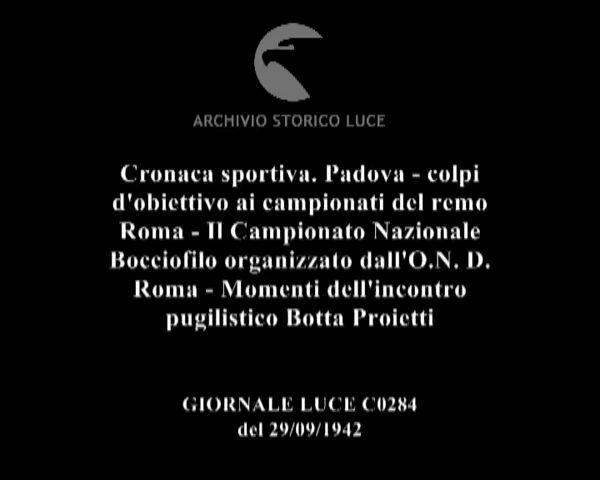 ARCHIVIO STORICO LUCE
Cronaca sportiva. Padova - colpi
d'obiettivo ai campionati del remo
Roma - Il Campionato Nazionale
Bocciofilo organizzato dall'O.N. D.
Roma - Momenti dell'incontro
pugilistico Botta Proietti
GIORNALE LUCE C0284
del 29/09/1942